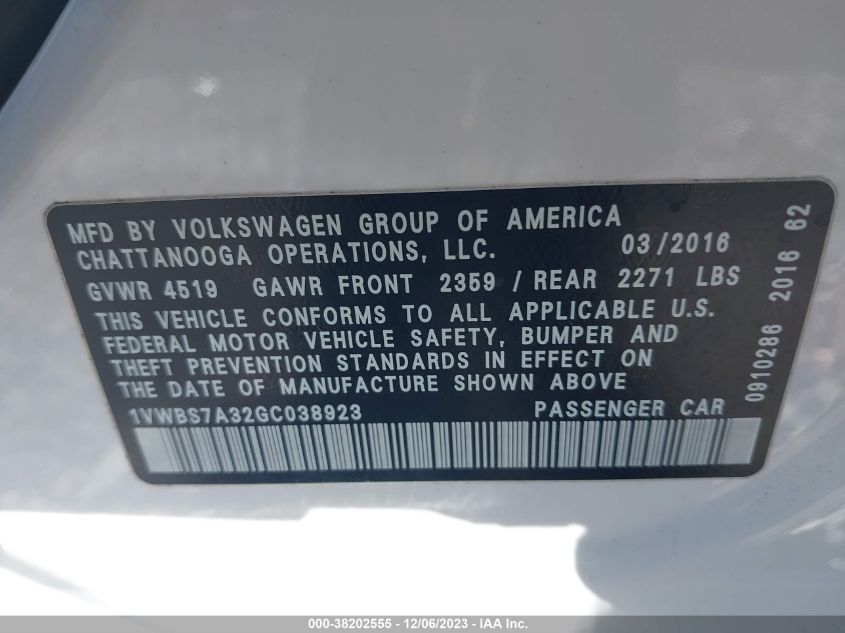 MFD BY VOLKSWAGEN GROUP OF AMERICA
CHATTANOOGA OPERATIONS, LLC. 03/2016
GVWR 4519 GAWR FRONT 2359 / REAR 2271 LBS
THIS VEHICLE CONFORMS TO ALL APPLICABLE U.S.
FEDERAL MOTOR VEHICLE SAFETY, BUMPER AND
THEFT PREVENTION STANDARDS IN EFFECT ON
THE DATE OF MANUFACTURE SHOWN ABOVE
1VWBS7A32GC038923 PASSENGER CAR
0910286 2016 62
000-38202555 - 12/06/2023 - IAA Inc.